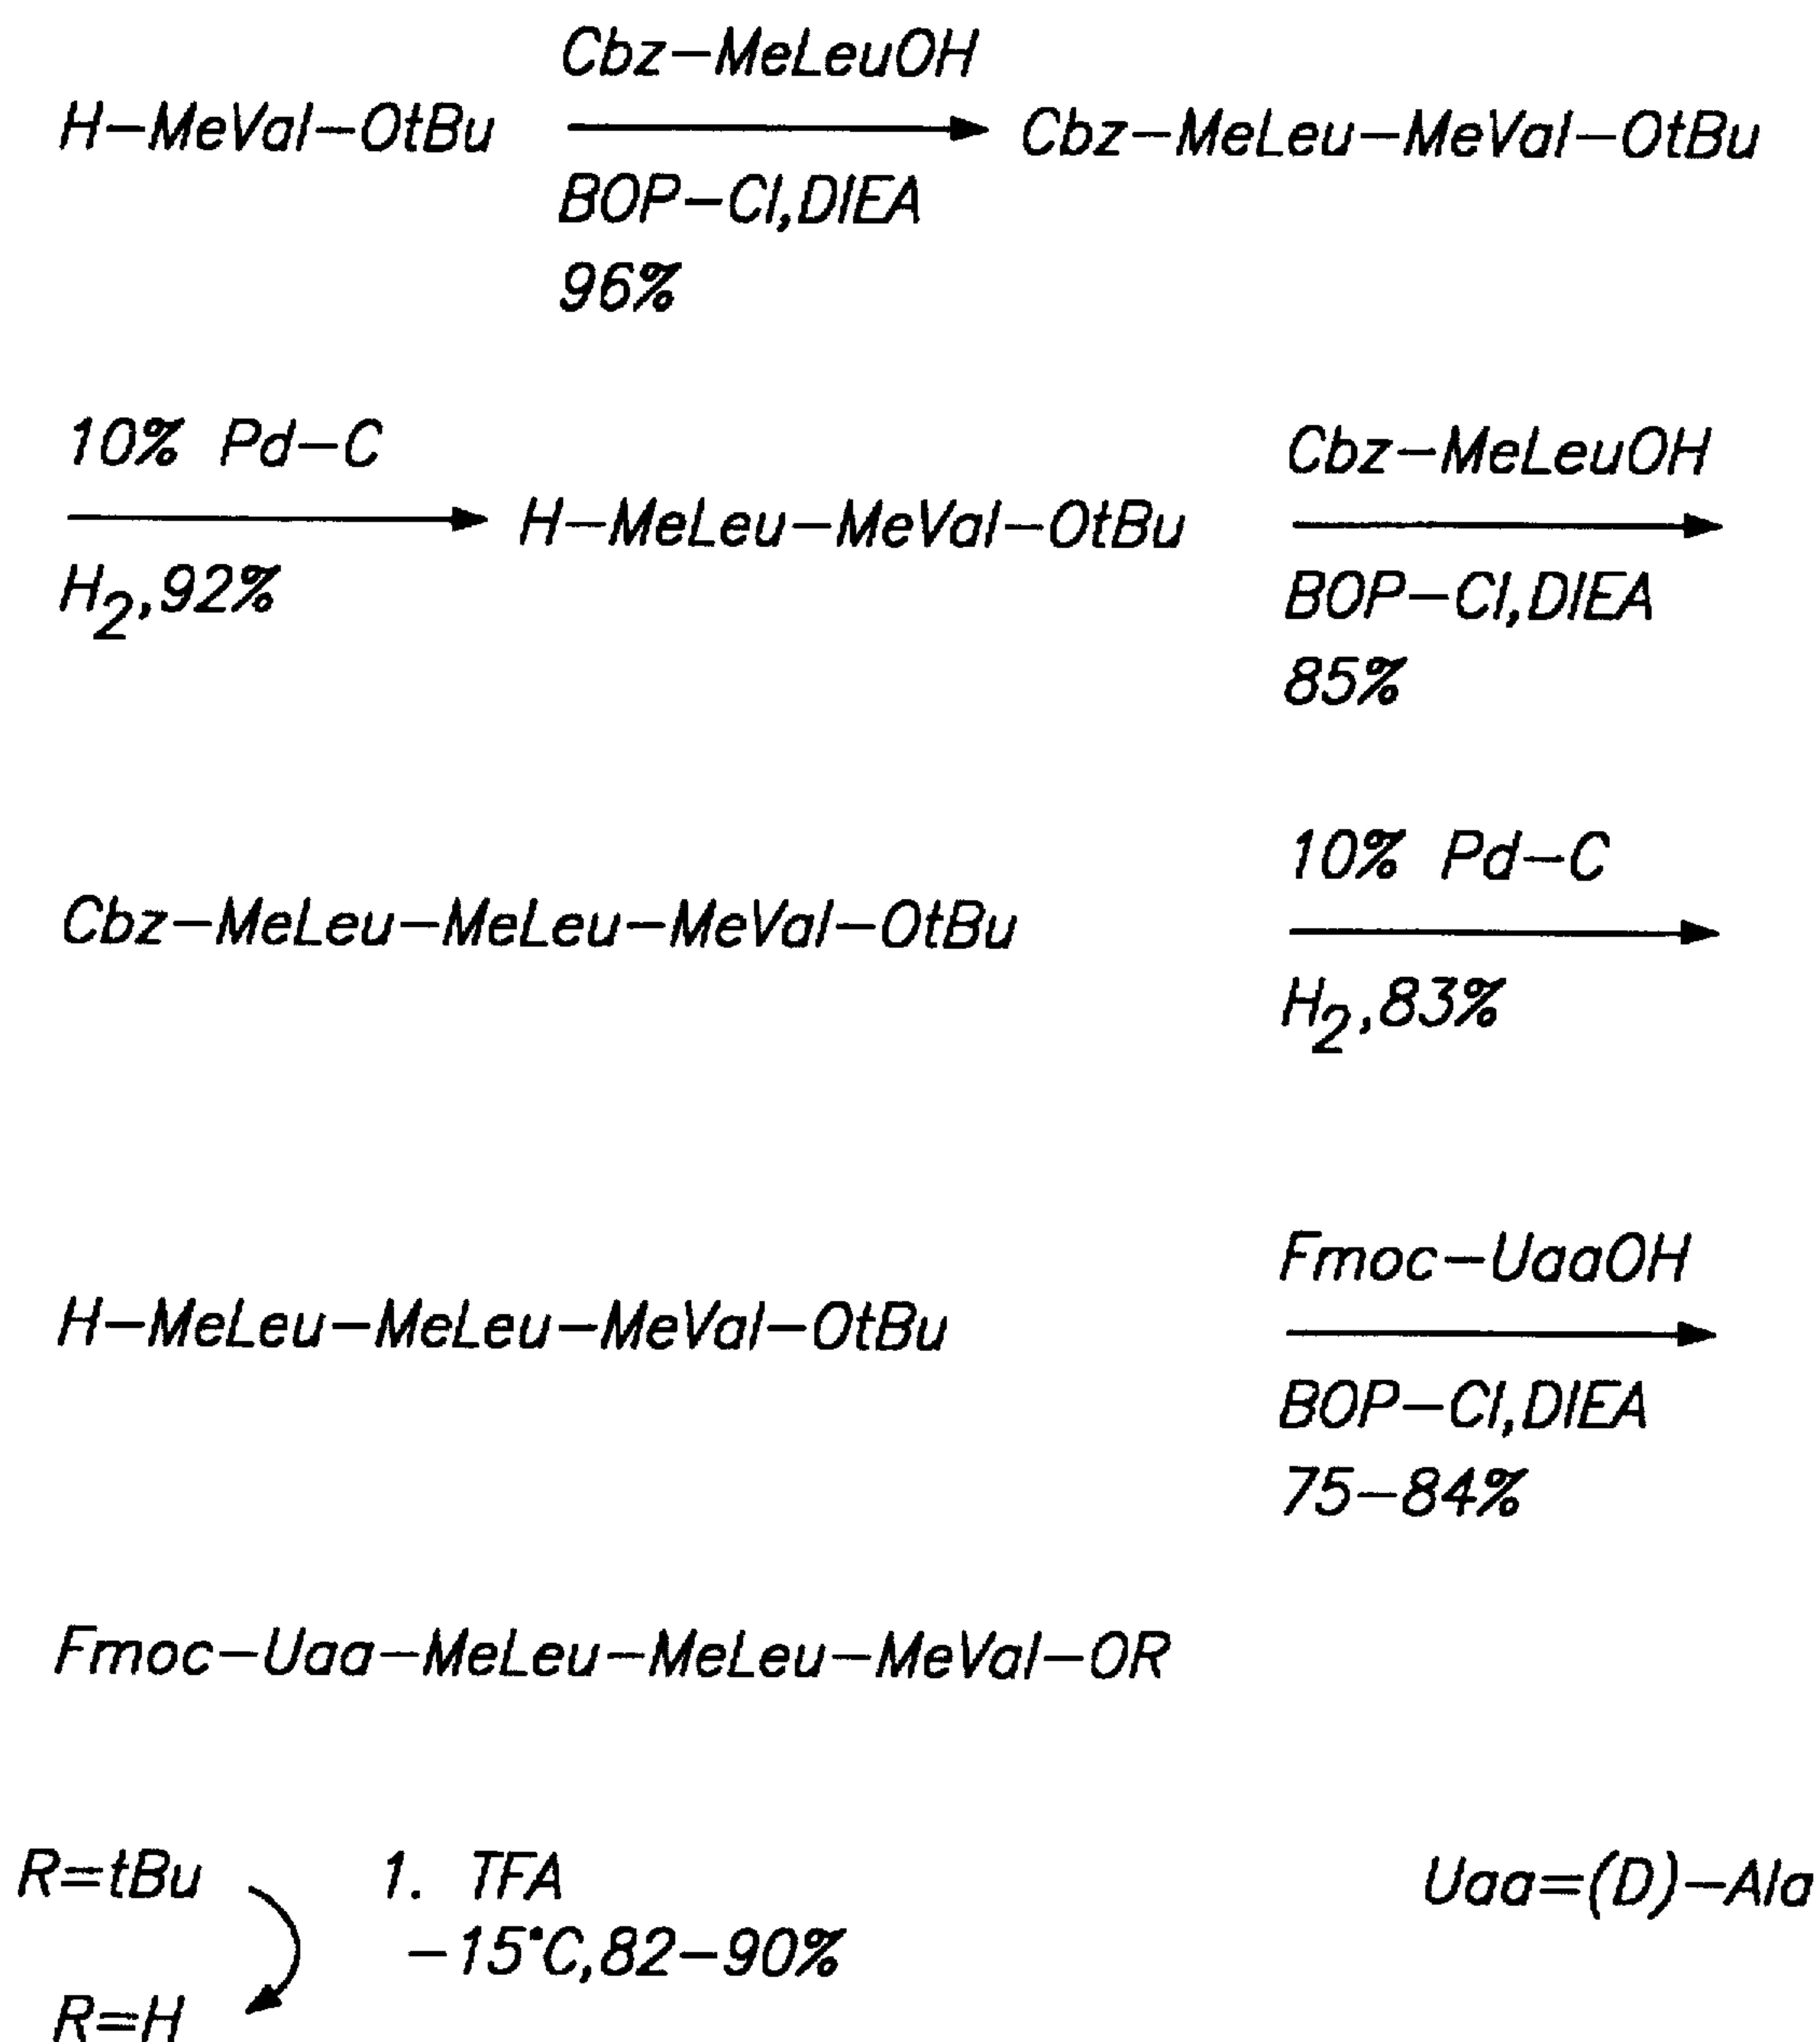 Cbz-MeLeuOH
H-MeVal-OtBu
Cbz-MeLeu-MeVal-OtBu
BOP-Cl,DIEA
96%
10% Pd-C
H-MeLeu-MeVal-OtBu
H2,92%
Cbz-MeLeuOH
BOP-Cl,DIEA
85%
Cbz-MeLeu-MeLeu-MeVal-OtBu
10% Pd-C
H2,83%
H-MeLeu-MeLeu-MeVal-OtBu
Fmoc-UaaOH
BOP-Cl,DIEA
75-84%
Fmoc-Uaa-MeLeu-MeLeu-MeVal-OR
R=tBu
1. TFA
-15°C,82-90%
R=H
Uaa=(D)-Ala